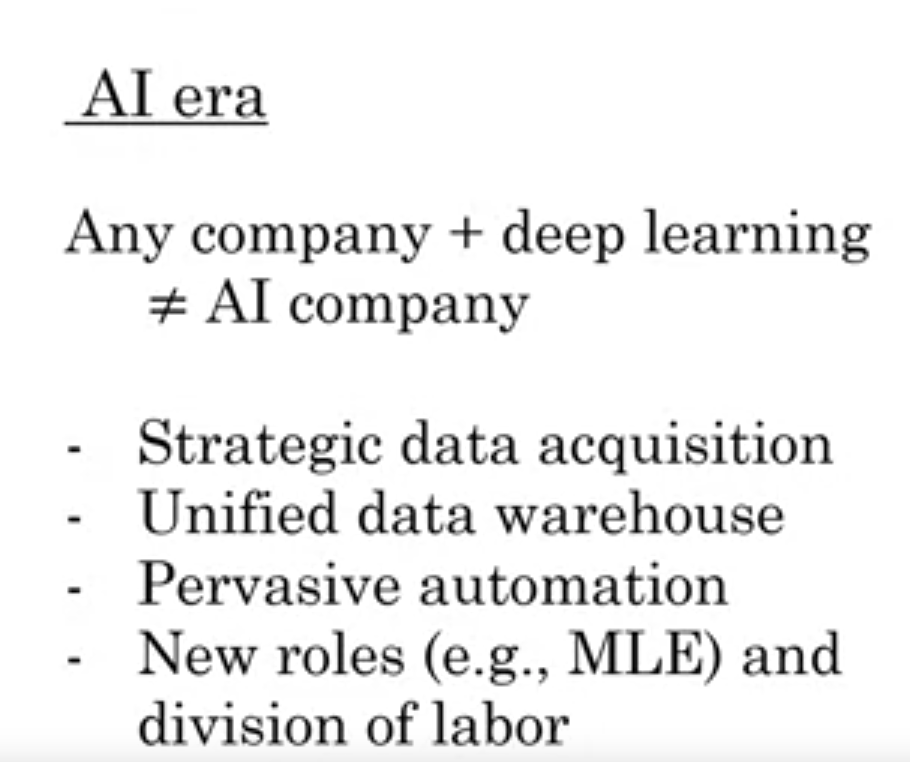 AI era
Any company + deep learning
≠ AI company
- Strategic data acquisition
- Unified data warehouse
- Pervasive automation
- New roles (e.g., MLE) and
division of labor